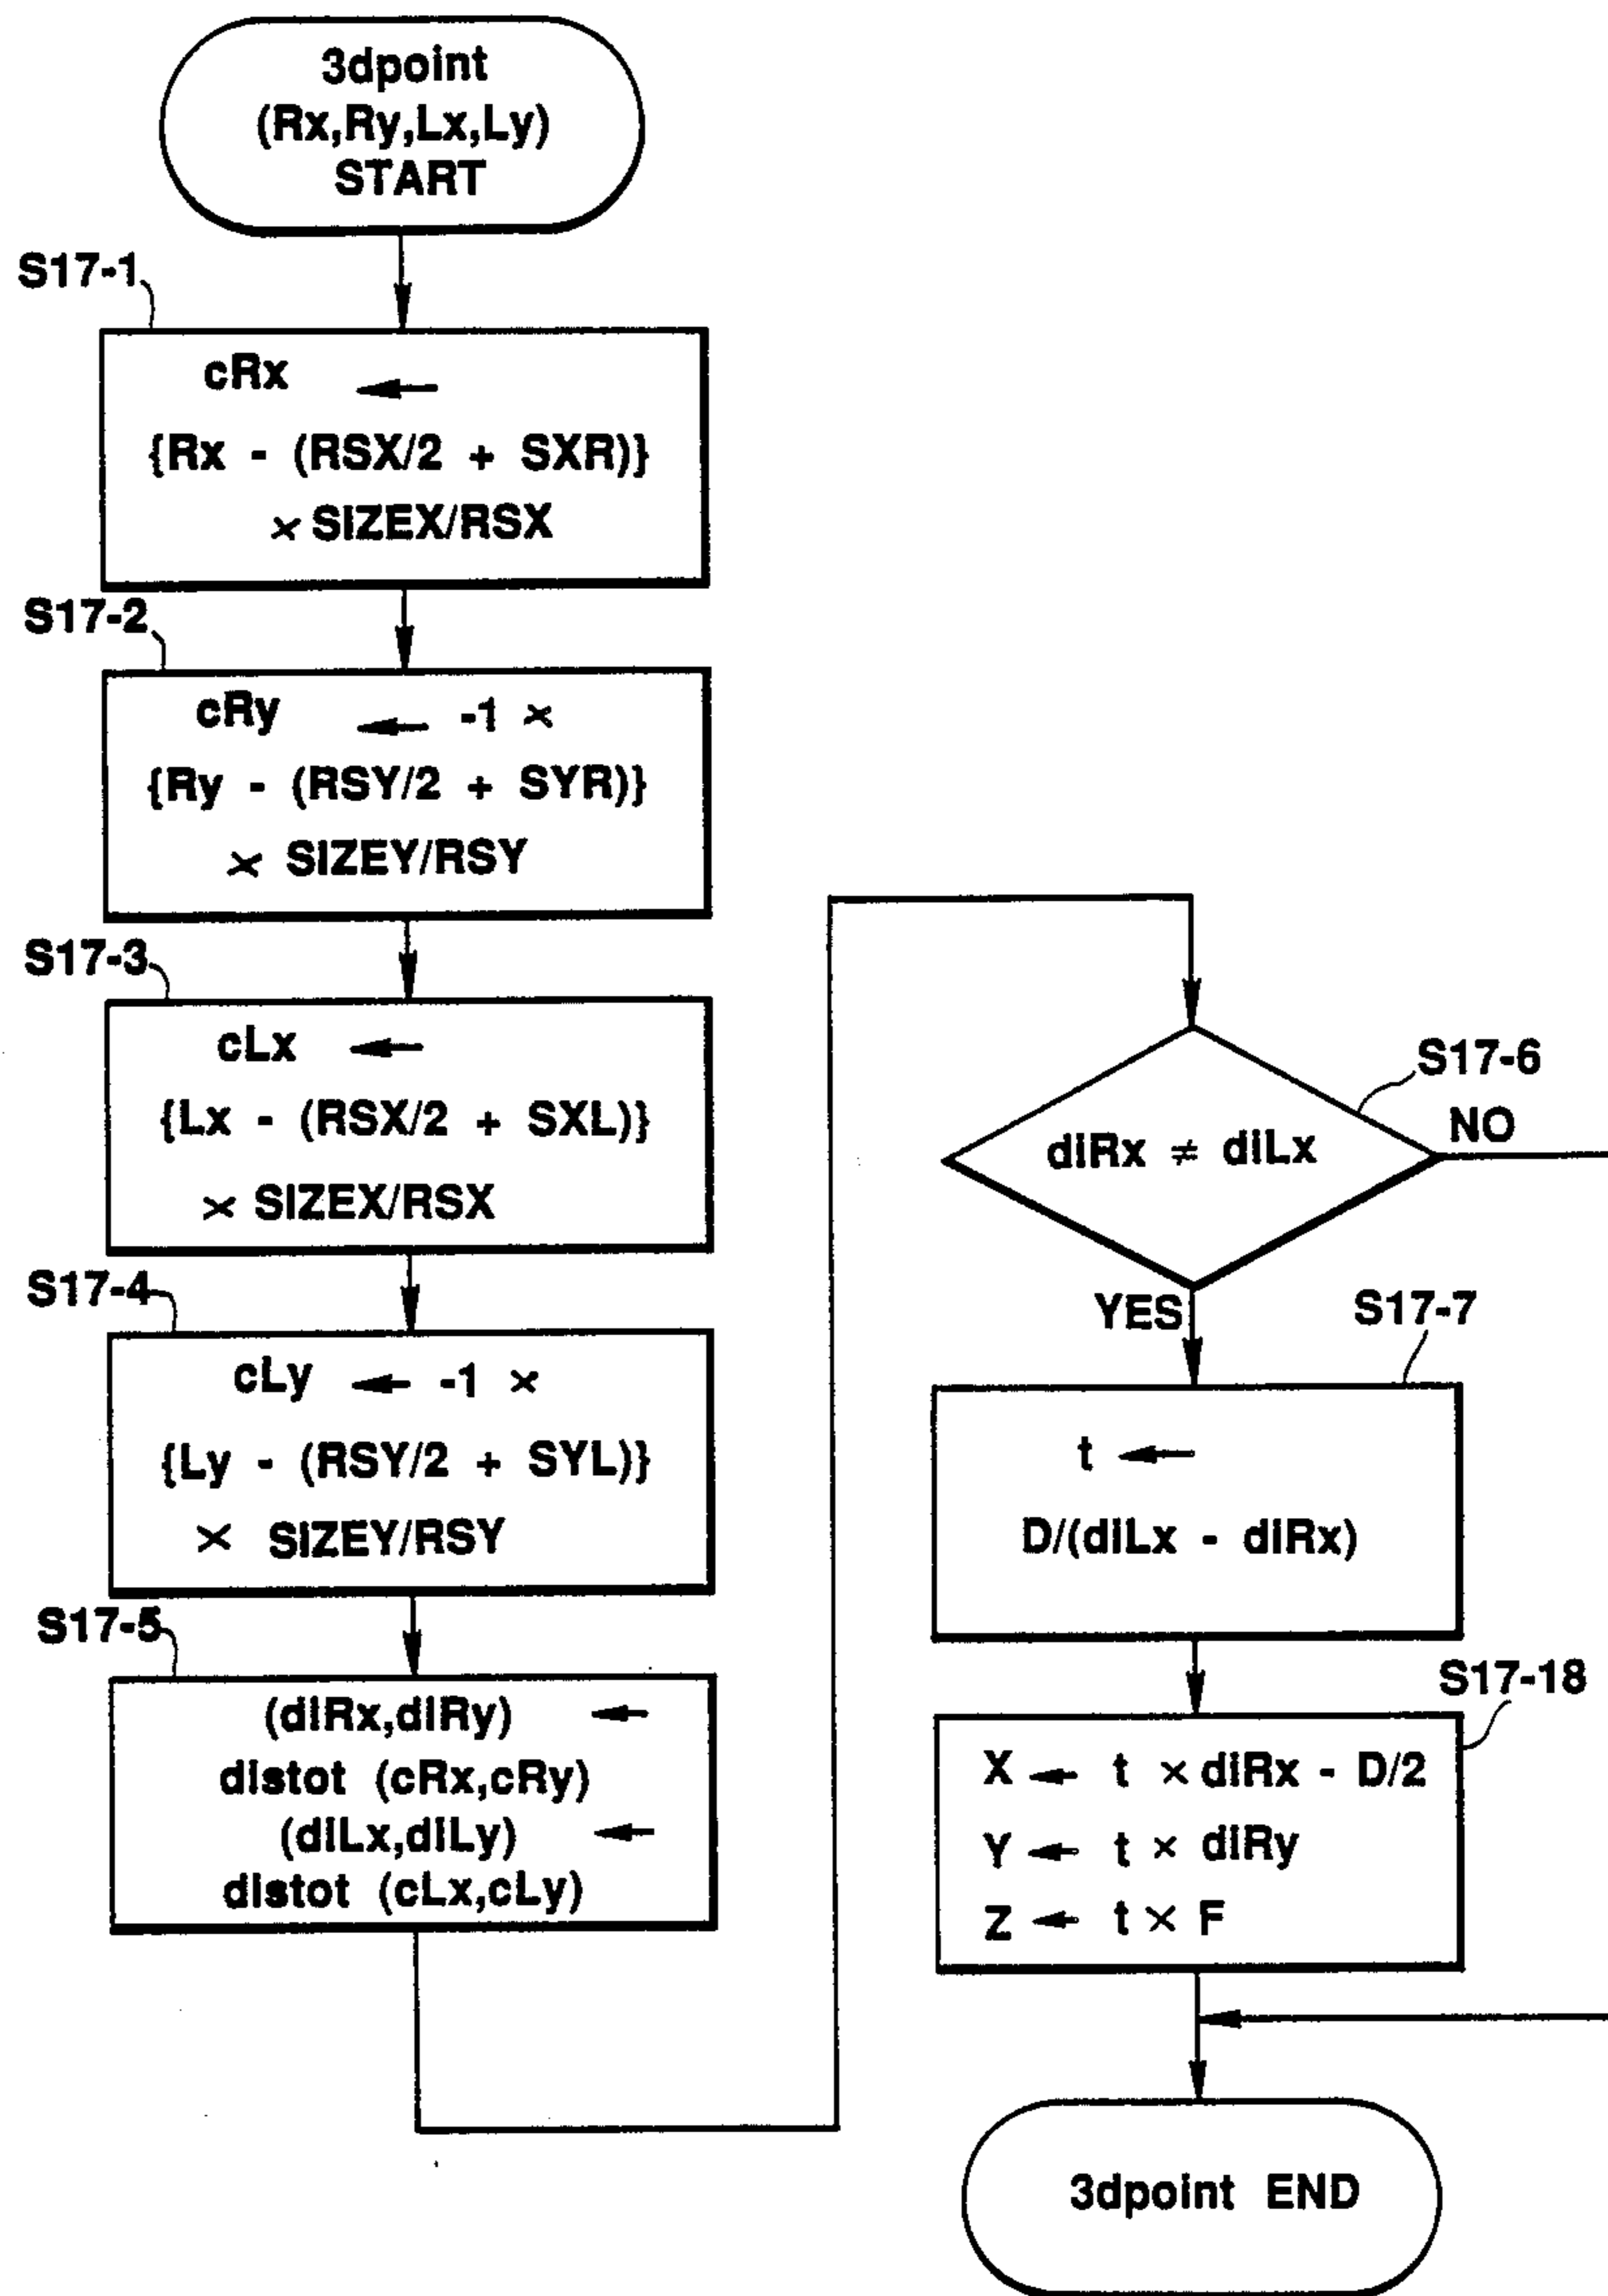 3dpoint
(Rx,Ry,Lx,Ly)
START
S17-1
cRx ←
{Rx - (RSX/2 + SXR)}
× SIZEX/RSX
S17-2
cRy ← -1 ×
{Ry - (RSY/2 + SYR)}
× SIZEY/RSY
S17-3
cLx ←
{Lx - (RSX/2 + SXL)}
× SIZEX/RSX
S17-4
cLy ← -1 ×
{Ly - (RSY/2 + SYL)}
× SIZEY/RSY
S17-5
(diRx,diRy) ←
distot (cRx,cRy)
(diLx,diLy) ←
distot (cLx,cLy)
S17-6
diRx ≠ diLx
NO
YES
S17-7
t ←
D/(diLx - diRx)
S17-18
X ← t × diRx - D/2
Y ← t × diRy
Z ← t × F
3dpoint END